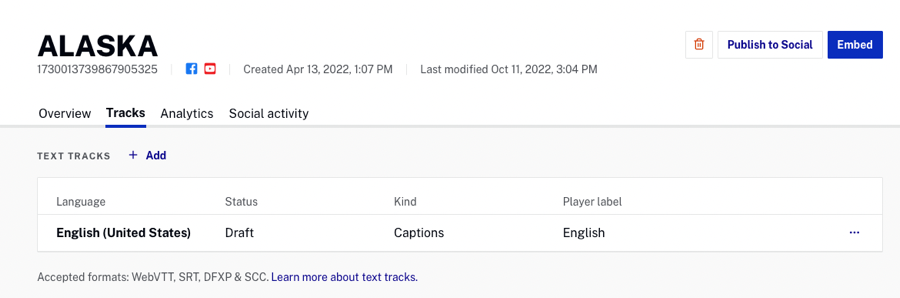 ALASKA
1730013739867905325 Created Apr 13, 2022, 1:07 PM Last modified Oct 11, 2022, 3:04 PM
Publish to Social
Embed
Overview Tracks Analytics Social activity
TEXT TRACKS + Add
Language Status Kind Player label
English (United States) Draft Captions English ...
Accepted formats: WebVTT, SRT, DFXP & SCC. Learn more about text tracks.